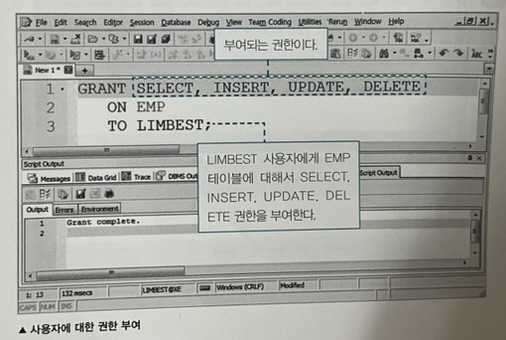 File Edit Search Editor Session Database Debug View Team Coding Utilities Rerun Window Help
부여되는 권한이다.
New 1 *
1 GRANT SELECT, INSERT, UPDATE, DELETE
2 ON EMP
3 TO LIMBEST;
LIMBEST 사용자에게 EMP
테이블에 대해서 SELECT,
INSERT, UPDATE, DEL
ETE 권한을 부여한다.
Script Output
Messages Data Grid Trace DBMS Script Output
Output Errors Environment
1 Grant complete.
2
1: 13 132 msecs LIMBEST@XE Windows (CRLF) Modified
CAPS NUM INS
▲ 사용자에 대한 권한 부여